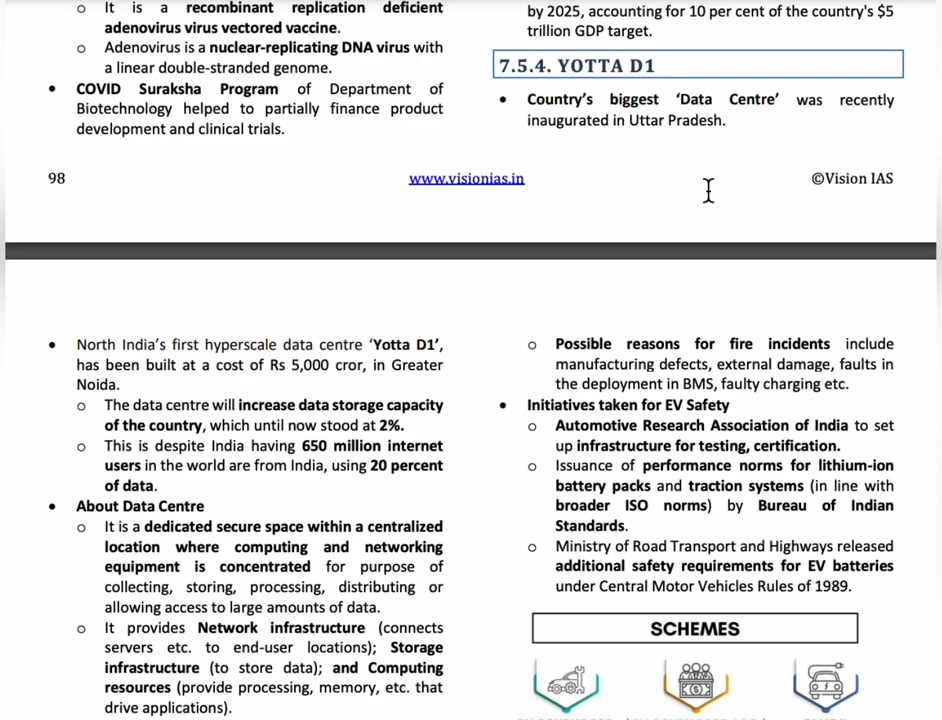 o It is a recombinant replication deficient
adenovirus virus vectored vaccine.
o Adenovirus is a nuclear-replicating DNA virus with
a linear double-stranded genome.
• COVID Suraksha Program of Department of
Biotechnology helped to partially finance product
development and clinical trials.
by 2025, accounting for 10 per cent of the country's $5
trillion GDP target.
7.5.4. YOTTA D1
• Country's biggest 'Data Centre' was recently
inaugurated in Uttar Pradesh.
98 www.visionias.in ©Vision IAS
• North India's first hyperscale data centre 'Yotta D1',
has been built at a cost of Rs 5,000 cror, in Greater
Noida.
o The data centre will increase data storage capacity
of the country, which until now stood at 2%.
o This is despite India having 650 million internet
users in the world are from India, using 20 percent
of data.
• About Data Centre
o It is a dedicated secure space within a centralized
location where computing and networking
equipment is concentrated for purpose of
collecting, storing, processing, distributing or
allowing access to large amounts of data.
o It provides Network infrastructure (connects
servers etc. to end-user locations); Storage
infrastructure (to store data); and Computing
resources (provide processing, memory, etc. that
drive applications).
o Possible reasons for fire incidents include
manufacturing defects, external damage, faults in
the deployment in BMS, faulty charging etc.
• Initiatives taken for EV Safety
o Automotive Research Association of India to set
up infrastructure for testing, certification.
o Issuance of performance norms for lithium-ion
battery packs and traction systems (in line with
broader ISO norms) by Bureau of Indian
Standards.
o Ministry of Road Transport and Highways released
additional safety requirements for EV batteries
under Central Motor Vehicles Rules of 1989.
SCHEMES